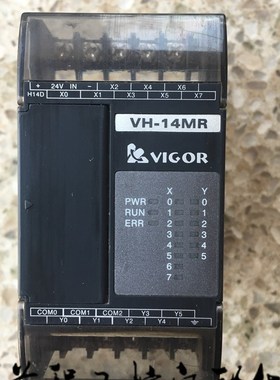 + 24V IN - X2 X4 X6
H14D X0 X1 X3 X5 X7
VH-14MR
VIGOR
X Y
PWR 0 0
RUN 1 1
ERR 2 2
3 3
4 4
5 5
6
7
COM0 COM1 COM2 Y3 Y5
Y0 Y1 Y2 Y4